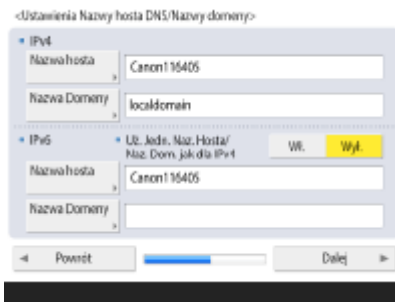 <Ustawienia Nazwy hosta DNS/Nazwy domeny>
• IPv4
Nazwa hosta
Canon116405
Nazwa Domeny
localdomain
• IPv6
• Uż. Jedn. Naz. Hosta/
Naz. Dom. jak dla IPv4
Wł.
Wył.
Nazwa hosta
Canon116405
Nazwa Domeny
◄ Powrót
Dalej ►